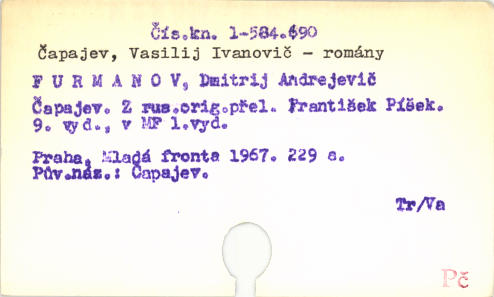 Čís.kn. 1-584.690
Čapajev, Vasilij Ivanovič - romány
F U R M A N O V, Dmitrij Andrejevič
Čapajev. Z rus.orig.přel. František Píšek.
9. vyd., v MF 1.vyd.
Praha, Mladá fronta 1967. 229 s.
Pův.náz.: Čapajev.
Tr/Va
Pč